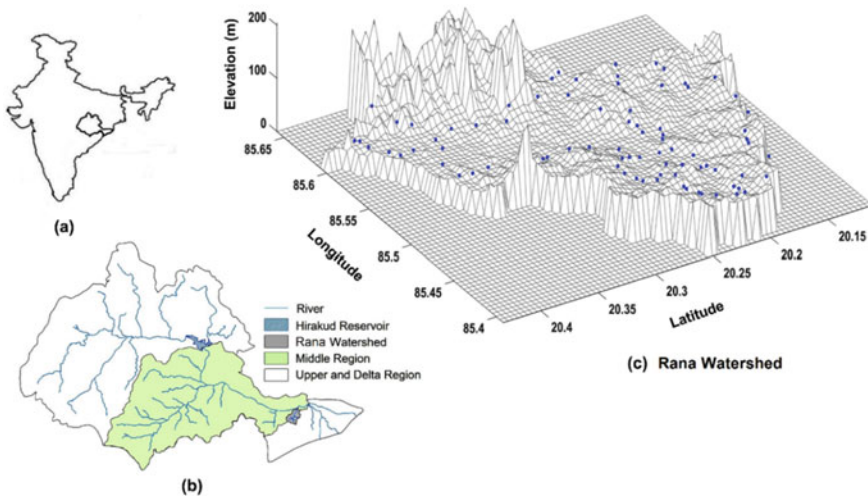 (a)
Elevation (m)
200
100
0
85.65
85.6
85.55
85.5
85.45
85.4
Longitude
20.4
20.35
20.3
20.25
20.2
20.15
Latitude
(c) Rana Watershed
River
Hirakud Reservoir
Rana Watershed
Middle Region
Upper and Delta Region
(b)